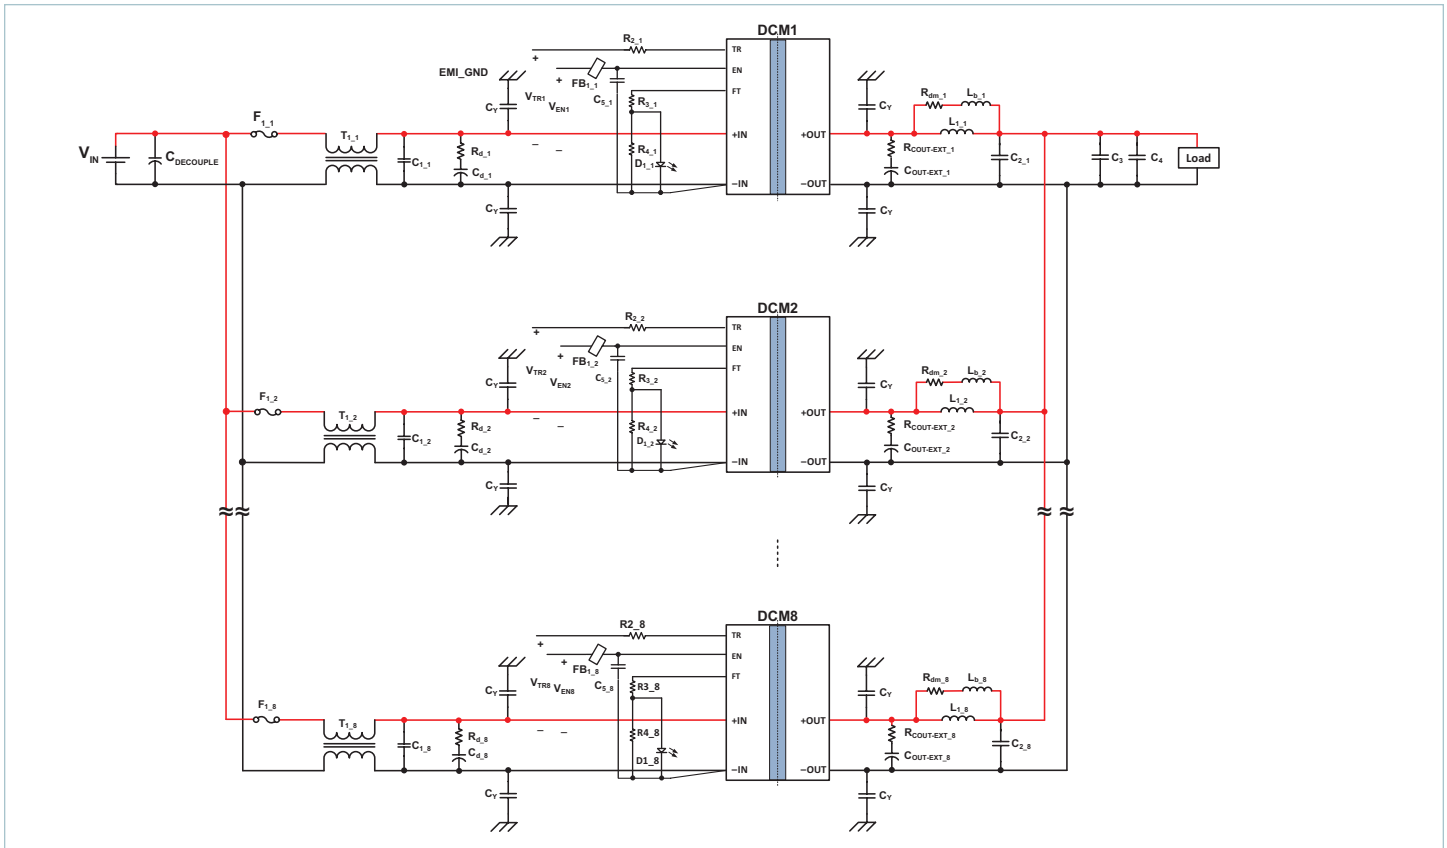 DCM1
R2_1
TR
EMI_GND
+
+
FB1_1
EN
VTR1
VEN1
C5_1
FT
R3_1
CY
CY
Rdm_1
Lb_1
F1_1
T1_1
+IN
+OUT
L1_1
VIN
CDECOUPLE
C1_1
Rd_1
Cd_1
–
–
R4_1
D1_1
RCOUT-EXT_1
COUT-EXT_1
C2_1
C3
C4
Load
–IN
–OUT
CY
CY
DCM2
R2_2
TR
+
+
FB1_2
EN
VTR2
VEN2
C5_2
FT
R3_2
CY
CY
Rdm_2
Lb_2
F1_2
T1_2
+IN
+OUT
L1_2
C1_2
Rd_2
Cd_2
–
–
R4_2
D1_2
RCOUT-EXT_2
COUT-EXT_2
C2_2
–IN
–OUT
CY
CY
≈≈
≈
≈
DCM8
R2_8
TR
+
+
FB1_8
EN
VTR8
VEN8
C5_8
FT
R3_8
CY
CY
Rdm_8
Lb_8
F1_8
T1_8
+IN
+OUT
L1_8
C1_8
Rd_8
Cd_8
–
–
R4_8
D1_8
RCOUT-EXT_8
COUT-EXT_8
C2_8
–IN
–OUT
CY
CY